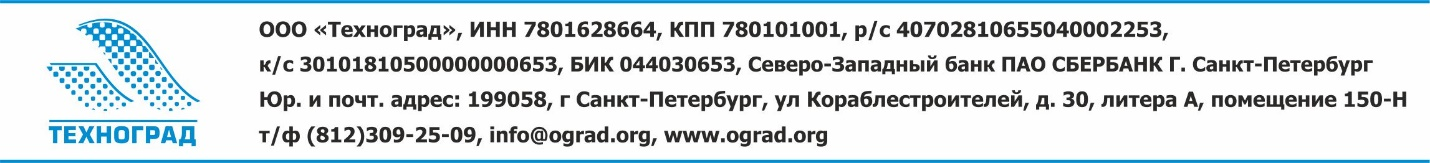 ТЕХНОГРАД
ООО «Техноград», ИНН 7801628664, КПП 780101001, р/с 40702810655040002253,
к/с 30101810500000000653, БИК 044030653, Северо-Западный банк ПАО СБЕРБАНК Г. Санкт-Петербург
Юр. и почт. адрес: 199058, г Санкт-Петербург, ул Кораблестроителей, д. 30, литера А, помещение 150-Н
т/ф (812)309-25-09, info@ograd.org, www.ograd.org